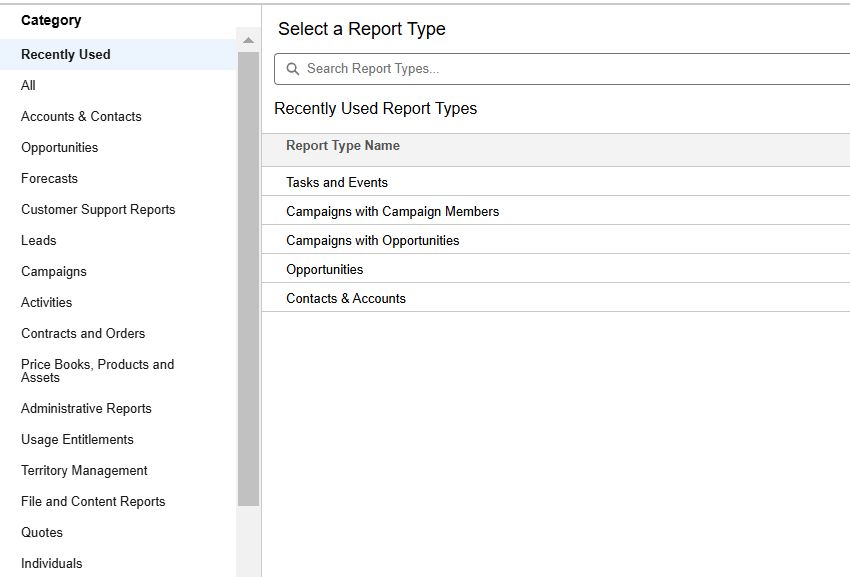 Category
Recently Used
All
Accounts & Contacts
Opportunities
Forecasts
Customer Support Reports
Leads
Campaigns
Activities
Contracts and Orders
Price Books, Products and
Assets
Administrative Reports
Usage Entitlements
Territory Management
File and Content Reports
Quotes
Individuals
Select a Report Type
Search Report Types...
Recently Used Report Types
Report Type Name
Tasks and Events
Campaigns with Campaign Members
Campaigns with Opportunities
Opportunities
Contacts & Accounts